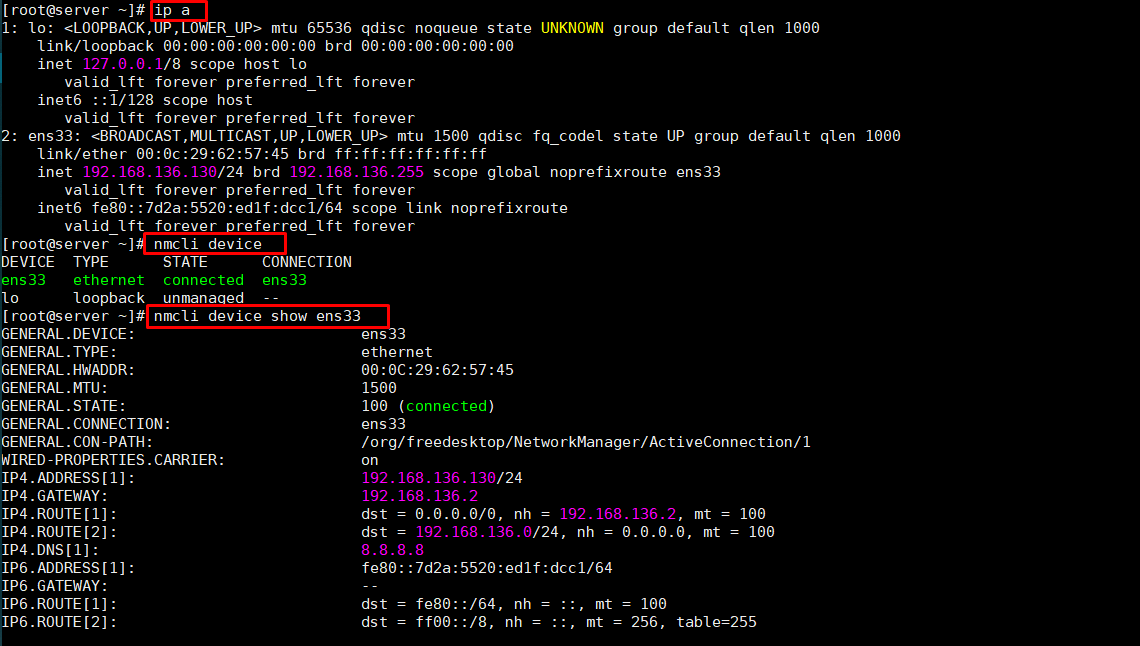 [root@server ~]# ip a
1: lo: <LOOPBACK,UP,LOWER_UP> mtu 65536 qdisc noqueue state UNKNOWN group default qlen 1000
    link/loopback 00:00:00:00:00:00 brd 00:00:00:00:00:00
    inet 127.0.0.1/8 scope host lo
       valid_lft forever preferred_lft forever
    inet6 ::1/128 scope host
       valid_lft forever preferred_lft forever
2: ens33: <BROADCAST,MULTICAST,UP,LOWER_UP> mtu 1500 qdisc fq_codel state UP group default qlen 1000
    link/ether 00:0c:29:62:57:45 brd ff:ff:ff:ff:ff:ff
    inet 192.168.136.130/24 brd 192.168.136.255 scope global noprefixroute ens33
       valid_lft forever preferred_lft forever
    inet6 fe80::7d2a:5520:ed1f:dcc1/64 scope link noprefixroute
       valid_lft forever preferred_lft forever
[root@server ~]# nmcli device
DEVICE  TYPE      STATE      CONNECTION
ens33   ethernet  connected  ens33
lo      loopback  unmanaged  --
[root@server ~]# nmcli device show ens33
GENERAL.DEVICE:                         ens33
GENERAL.TYPE:                           ethernet
GENERAL.HWADDR:                         00:0C:29:62:57:45
GENERAL.MTU:                            1500
GENERAL.STATE:                          100 (connected)
GENERAL.CONNECTION:                     ens33
GENERAL.CON-PATH:                       /org/freedesktop/NetworkManager/ActiveConnection/1
WIRED-PROPERTIES.CARRIER:               on
IP4.ADDRESS[1]:                         192.168.136.130/24
IP4.GATEWAY:                            192.168.136.2
IP4.ROUTE[1]:                           dst = 0.0.0.0/0, nh = 192.168.136.2, mt = 100
IP4.ROUTE[2]:                           dst = 192.168.136.0/24, nh = 0.0.0.0, mt = 100
IP4.DNS[1]:                             8.8.8.8
IP6.ADDRESS[1]:                         fe80::7d2a:5520:ed1f:dcc1/64
IP6.GATEWAY:                            --
IP6.ROUTE[1]:                           dst = fe80::/64, nh = ::, mt = 100
IP6.ROUTE[2]:                           dst = ff00::/8, nh = ::, mt = 256, table=255